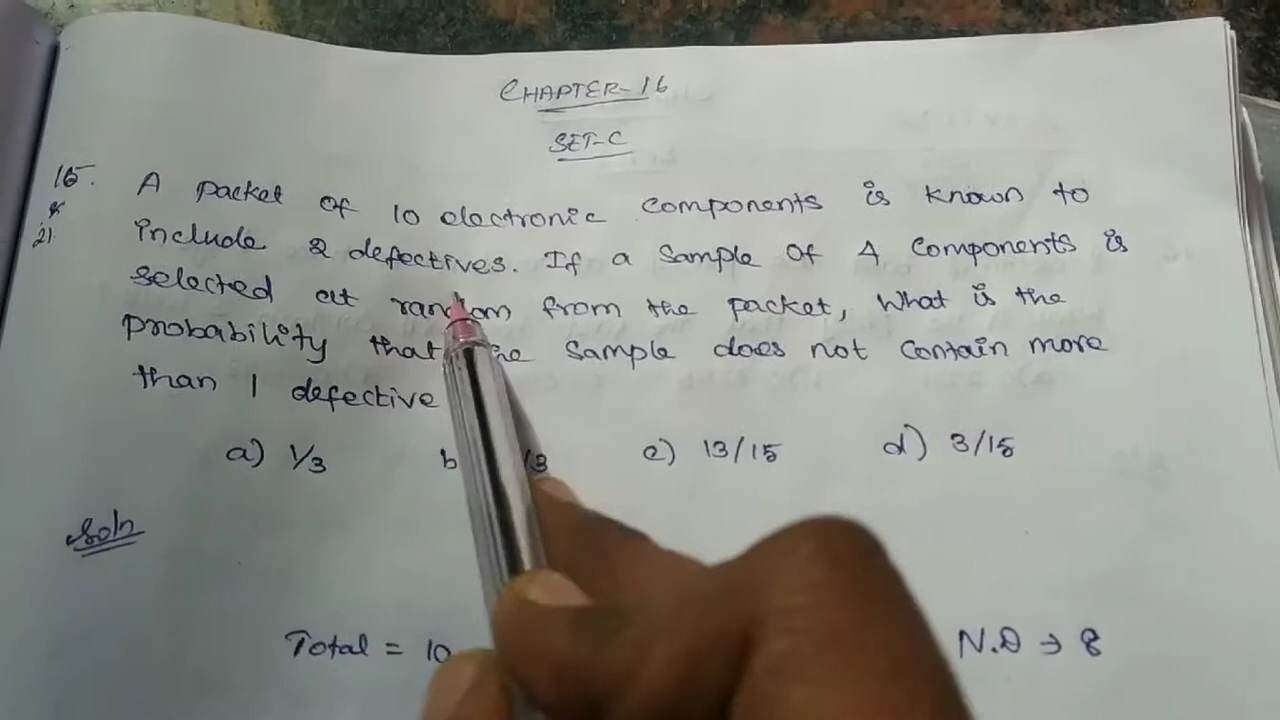 CHAPTER-16
SET-C
15. A packet of 10 electronic components is known to
& include 2 defectives. If a sample of 4 components is
21. selected at random from the packet, what is the
probability that sample does not contain more
than 1 defective
a) 1/3 b /3 c) 13/15 d) 3/15
Soln
Total = 10 N.D → 8